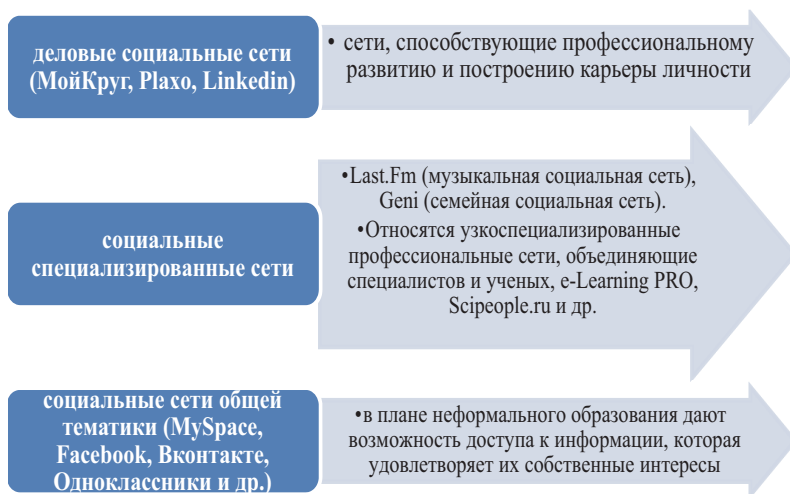 деловые социальные сети
(МойКруг, Plaxo, Linkedin)
• сети, способствующие профессиональному
развитию и построению карьеры личности
социальные
специализированные сети
•Last.Fm (музыкальная социальная сеть),
Geni (семейная социальная сеть).
•Относятся узкоспециализированные
профессиональные сети, объединяющие
специалистов и ученых, e-Learning PRO,
Scipeople.ru и др.
социальные сети общей
тематики (MySpace,
Facebook, Вконтакте,
Одноклассники и др.)
•в плане неформального образования дают
возможность доступа к информации, которая
удовлетворяет их собственные интересы